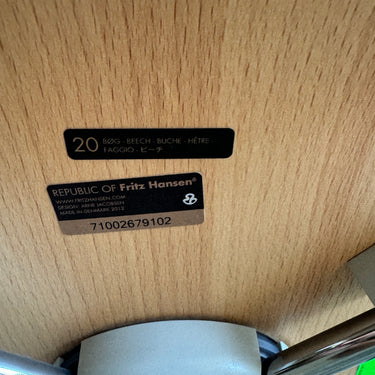 20 BØG · BEECH · BUCHE · HÊTRE ·
FAGGIO · ビーチ
REPUBLIC OF Fritz Hansen®
WWW.FRITZHANSEN.COM
DESIGN: ARNE JACOBSEN
MADE IN DENMARK 2012
71002679102